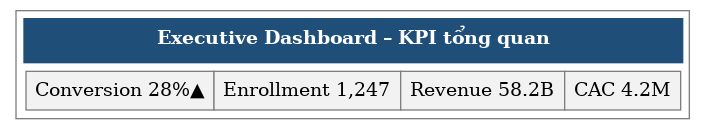 Executive Dashboard – KPI tổng quan
Conversion 28%▲ Enrollment 1,247 Revenue 58.2B CAC 4.2M